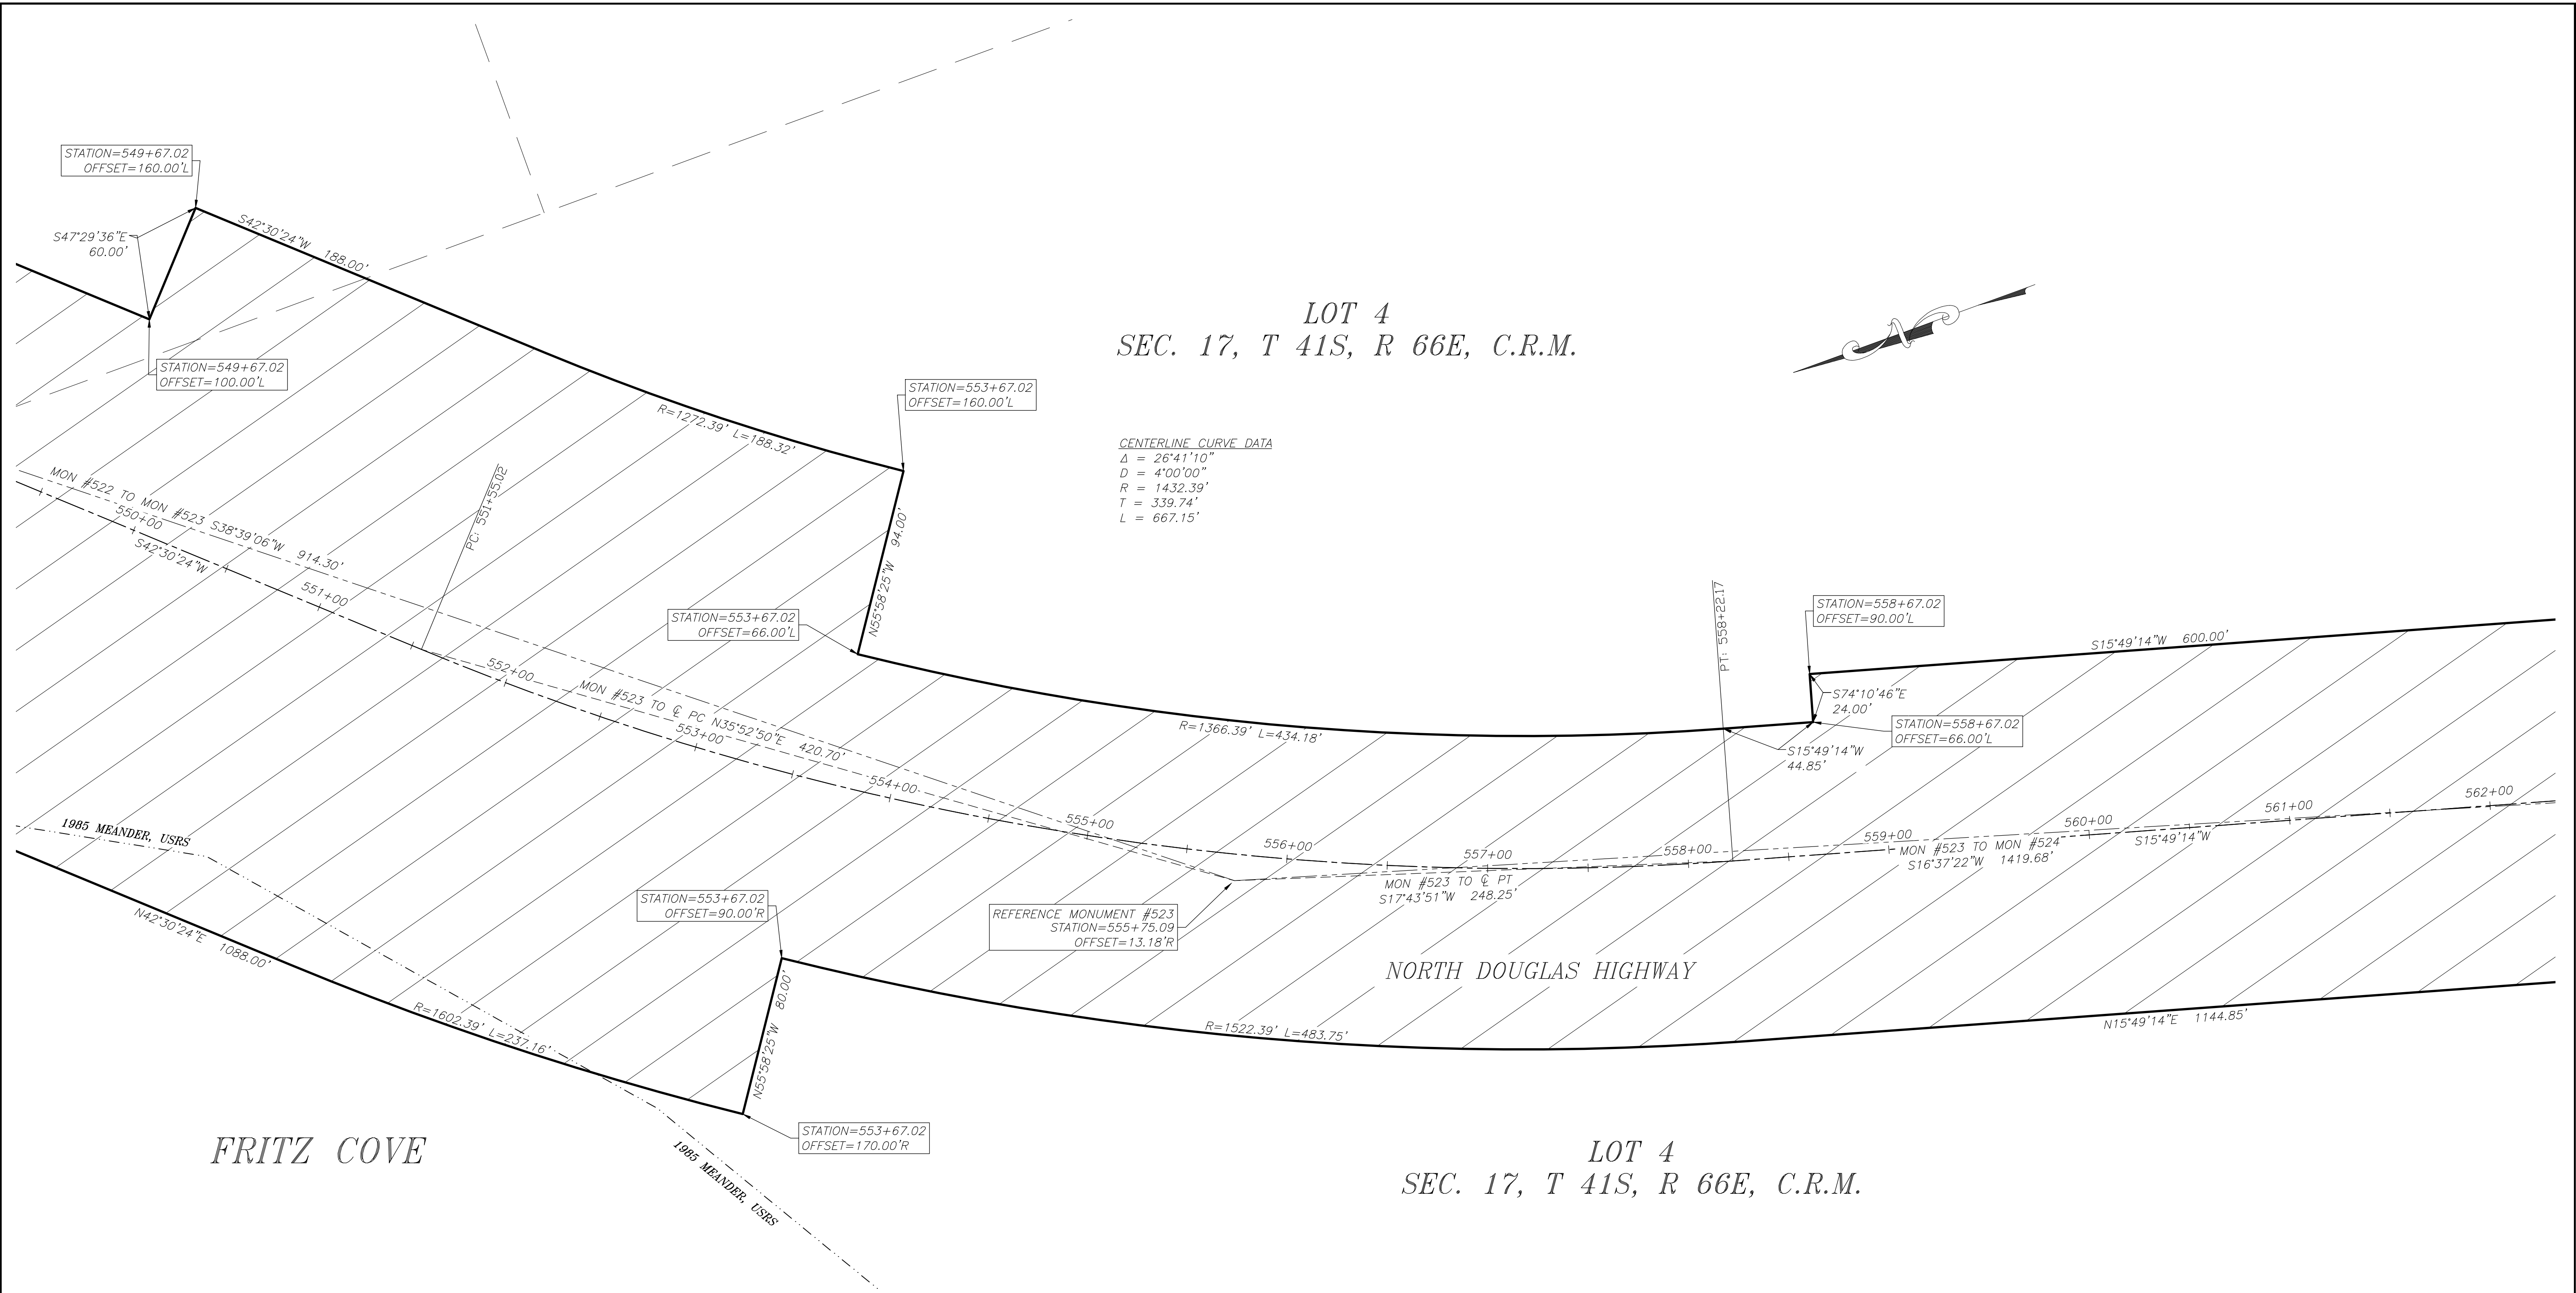 STATION=549+67.02
OFFSET=160.00'L
S47°29'36"E
60.00'
S42°30'24"W 188.00'
STATION=549+67.02
OFFSET=100.00'L
LOT 4
SEC. 17, T 41S, R 66E, C.R.M.
N
STATION=553+67.02
OFFSET=160.00'L
R=1272.39' L=188.32'
CENTERLINE CURVE DATA
Δ = 26°41'10"
D = 4°00'00"
R = 1432.39'
T = 339.74'
L = 667.15'
MON #522 TO MON #523 S38°39'06"W 914.30'
550+00
S42°30'24"W
551+00
PC: 551+55.02
N55°58'25"W 94.00'
STATION=553+67.02
OFFSET=66.00'L
552+00
MON #523 TO ℄ PC N35°52'50"E 420.70'
553+00
554+00
555+00
556+00
557+00
558+00
559+00
560+00
561+00
562+00
R=1366.39' L=434.18'
PT: 558+22.17
STATION=558+67.02
OFFSET=90.00'L
S15°49'14"W 600.00'
S74°10'46"E
24.00'
STATION=558+67.02
OFFSET=66.00'L
S15°49'14"W
44.85'
MON #523 TO MON #524
S16°37'22"W 1419.68'
S15°49'14"W
MON #523 TO ℄ PT
S17°43'51"W 248.25'
1985 MEANDER, USRS
N42°30'24"E 1088.00'
STATION=553+67.02
OFFSET=90.00'R
REFERENCE MONUMENT #523
STATION=555+75.09
OFFSET=13.18'R
NORTH DOUGLAS HIGHWAY
R=1602.39' L=237.16'
N55°58'25"W 80.00'
R=1522.39' L=483.75'
N15°49'14"E 1144.85'
STATION=553+67.02
OFFSET=170.00'R
FRITZ COVE
1985 MEANDER, USRS
LOT 4
SEC. 17, T 41S, R 66E, C.R.M.